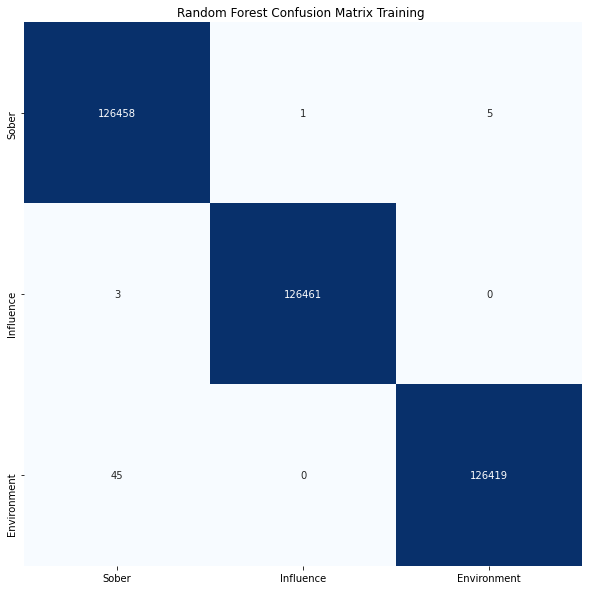 Random Forest Confusion Matrix Training
Sober
126458 1 5
Influence
3 126461 0
Environment
45 0 126419
Sober Influence Environment